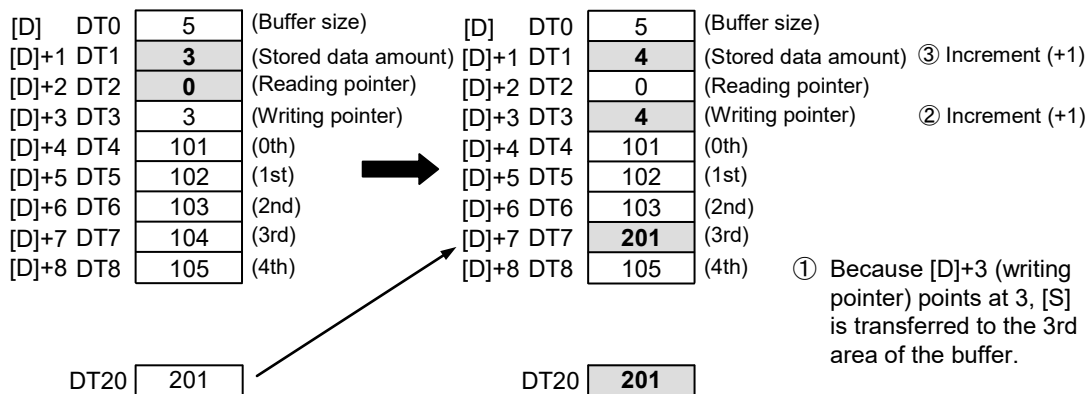 [D] DT0 5 (Buffer size) [D] DT0 5 (Buffer size)
[D]+1 DT1 3 (Stored data amount) [D]+1 DT1 4 (Stored data amount) ③ Increment (+1)
[D]+2 DT2 0 (Reading pointer) [D]+2 DT2 0 (Reading pointer)
[D]+3 DT3 3 (Writing pointer) [D]+3 DT3 4 (Writing pointer) ② Increment (+1)
[D]+4 DT4 101 (0th) [D]+4 DT4 101 (0th)
[D]+5 DT5 102 (1st) [D]+5 DT5 102 (1st)
[D]+6 DT6 103 (2nd) [D]+6 DT6 103 (2nd)
[D]+7 DT7 104 (3rd) [D]+7 DT7 201 (3rd)
[D]+8 DT8 105 (4th) [D]+8 DT8 105 (4th)
① Because [D]+3 (writing
pointer) points at 3, [S]
is transferred to the 3rd
area of the buffer.
DT20 201 DT20 201